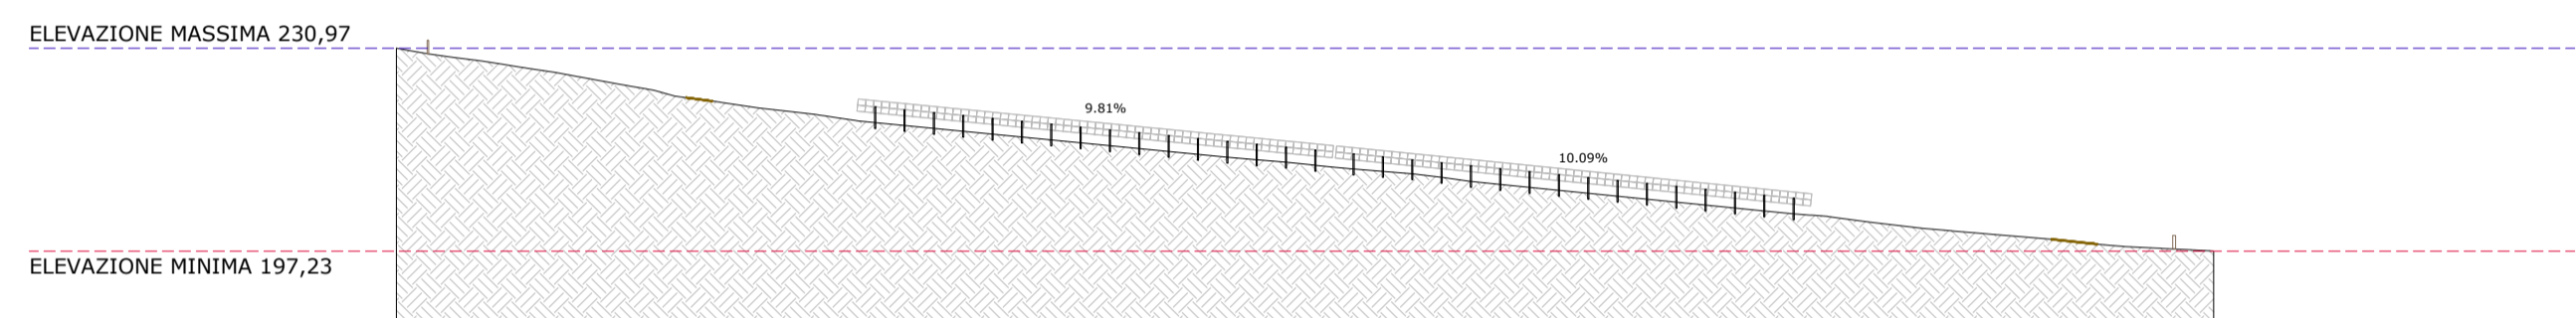 ELEVAZIONE MASSIMA 230,97
9.81%
10.09%
ELEVAZIONE MINIMA 197,23